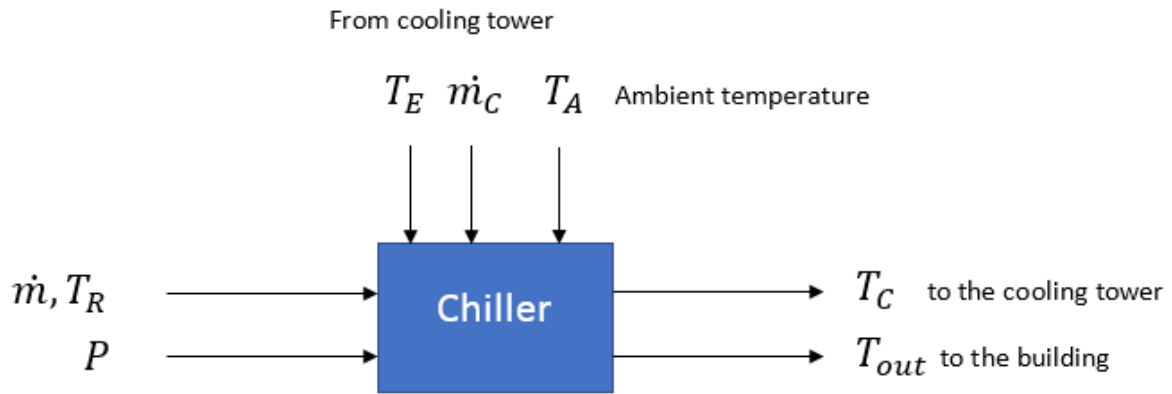 From cooling tower
T_E ṁ_C T_A Ambient temperature
ṁ, T_R
Chiller
T_C to the cooling tower
P
T_out to the building